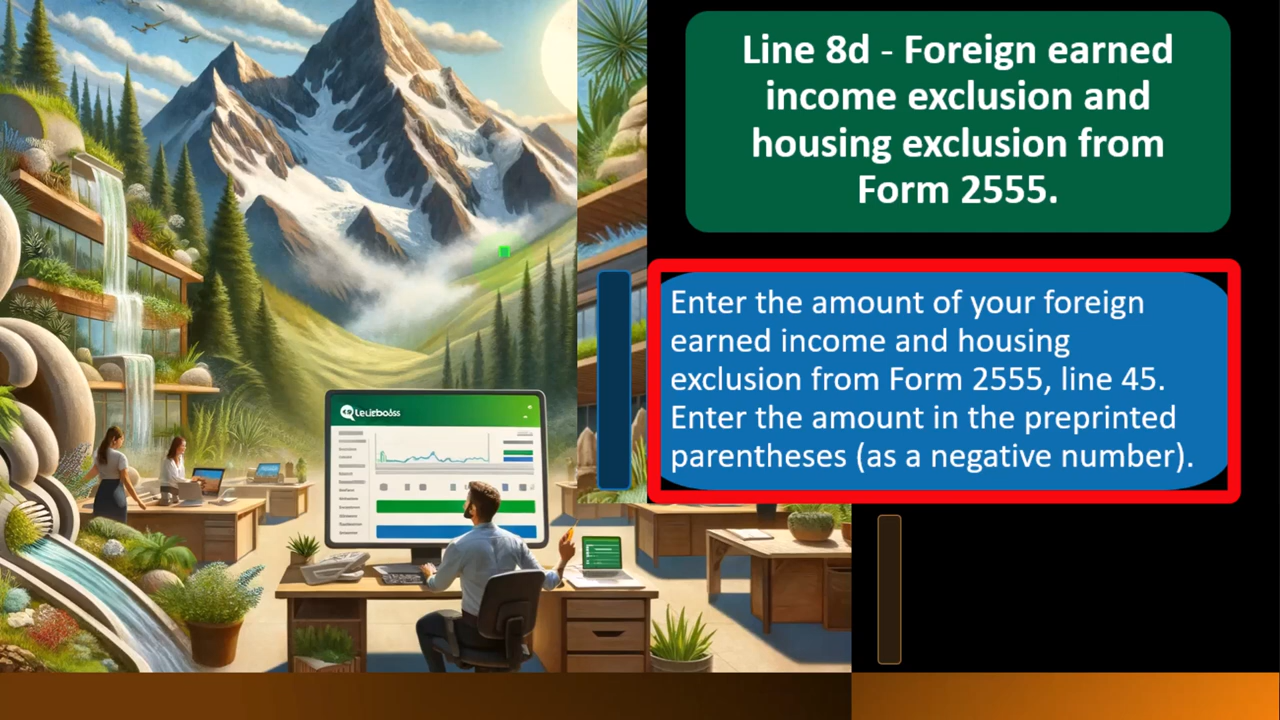 Line 8d - Foreign earned
income exclusion and
housing exclusion from
Form 2555.
Enter the amount of your foreign
earned income and housing
exclusion from Form 2555, line 45.
Enter the amount in the preprinted
parentheses (as a negative number).